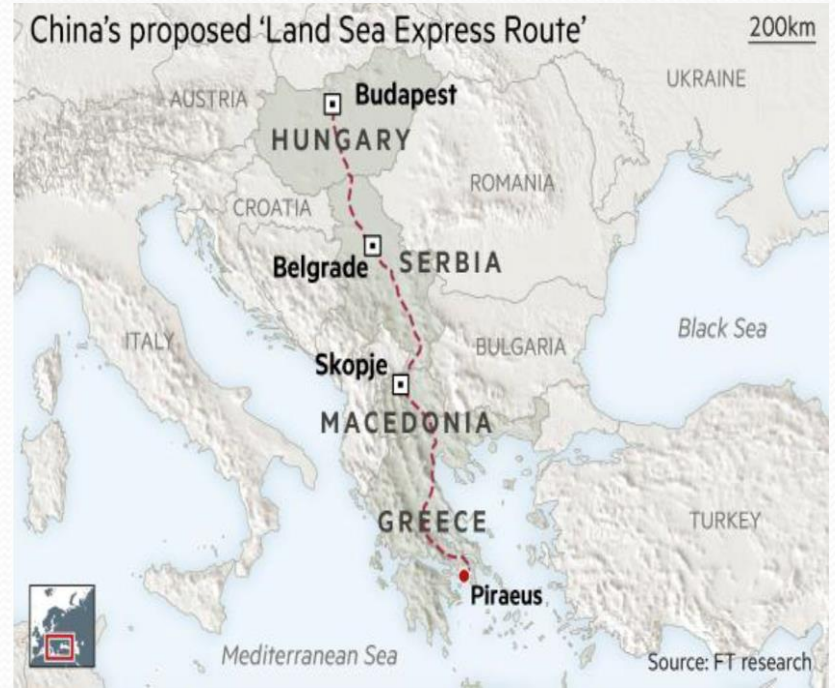 China's proposed ‘Land Sea Express Route’
200km
UKRAINE
AUSTRIA
Budapest
HUNGARY
ROMANIA
CROATIA
Belgrade
SERBIA
Black Sea
ITALY
BULGARIA
Skopje
MACEDONIA
GREECE
TURKEY
Piraeus
Mediterranean Sea
Source: FT research